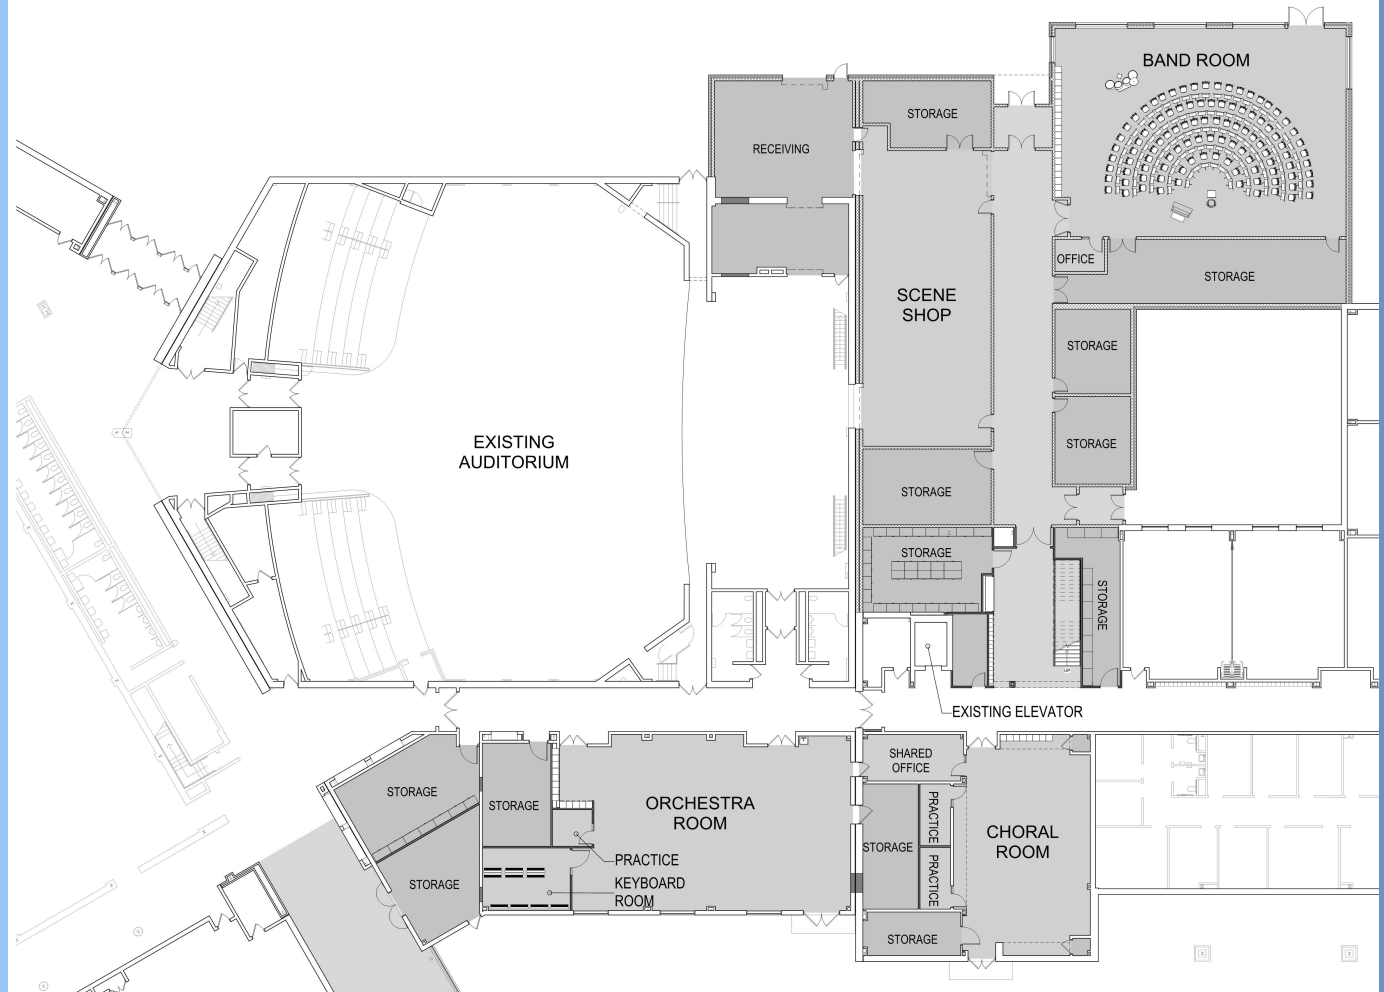 BAND ROOM
STORAGE
RECEIVING
OFFICE
STORAGE
SCENE
SHOP
STORAGE
STORAGE
EXISTING
AUDITORIUM
STORAGE
STORAGE
STORAGE
EXISTING ELEVATOR
SHARED
OFFICE
STORAGE
STORAGE
ORCHESTRA
ROOM
PRACTICE
CHORAL
ROOM
STORAGE
PRACTICE
PRACTICE
STORAGE
KEYBOARD
ROOM
STORAGE